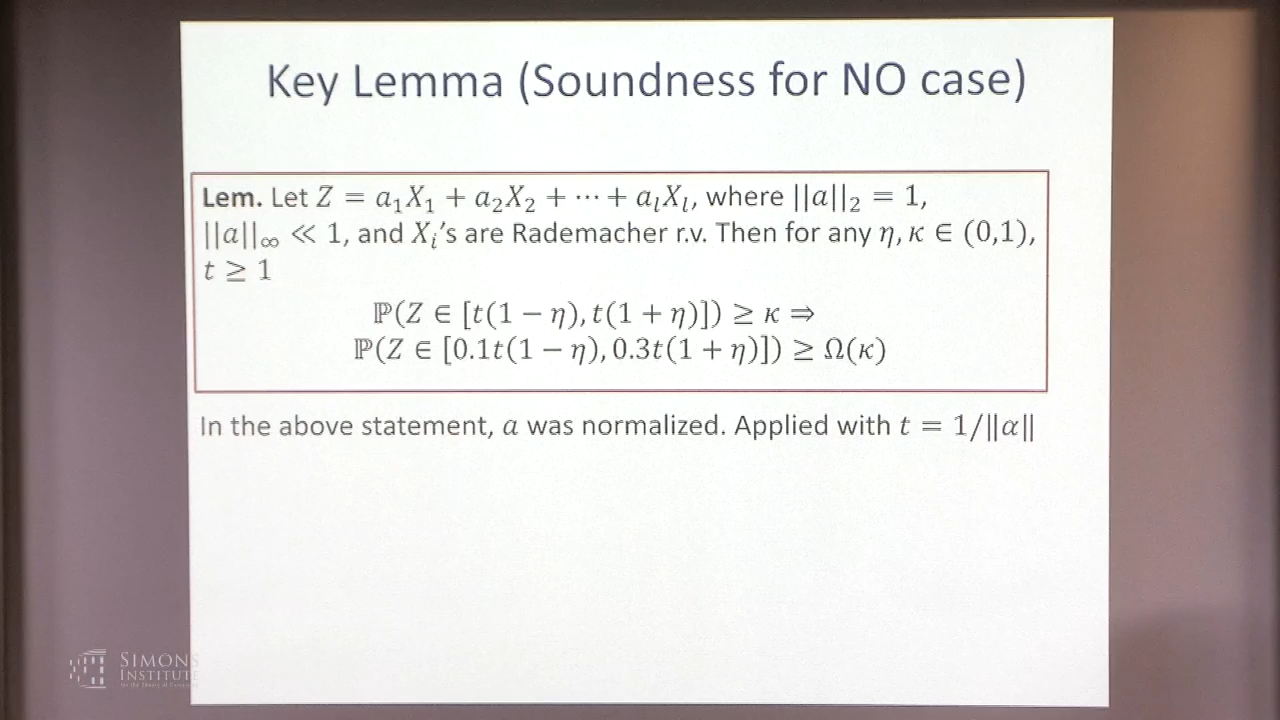 Key Lemma (Soundness for NO case)
Lem. Let Z = a₁X₁ + a₂X₂ + ⋯ + aₗXₗ, where ||a||₂ = 1,
||a||∞ ≪ 1, and Xᵢ's are Rademacher r.v. Then for any η, κ ∈ (0,1),
t ≥ 1
ℙ(Z ∈ [t(1 − η), t(1 + η)]) ≥ κ ⇒
ℙ(Z ∈ [0.1t(1 − η), 0.3t(1 + η)]) ≥ Ω(κ)
In the above statement, a was normalized. Applied with t = 1/||α||
SIMONS
INSTITUTE